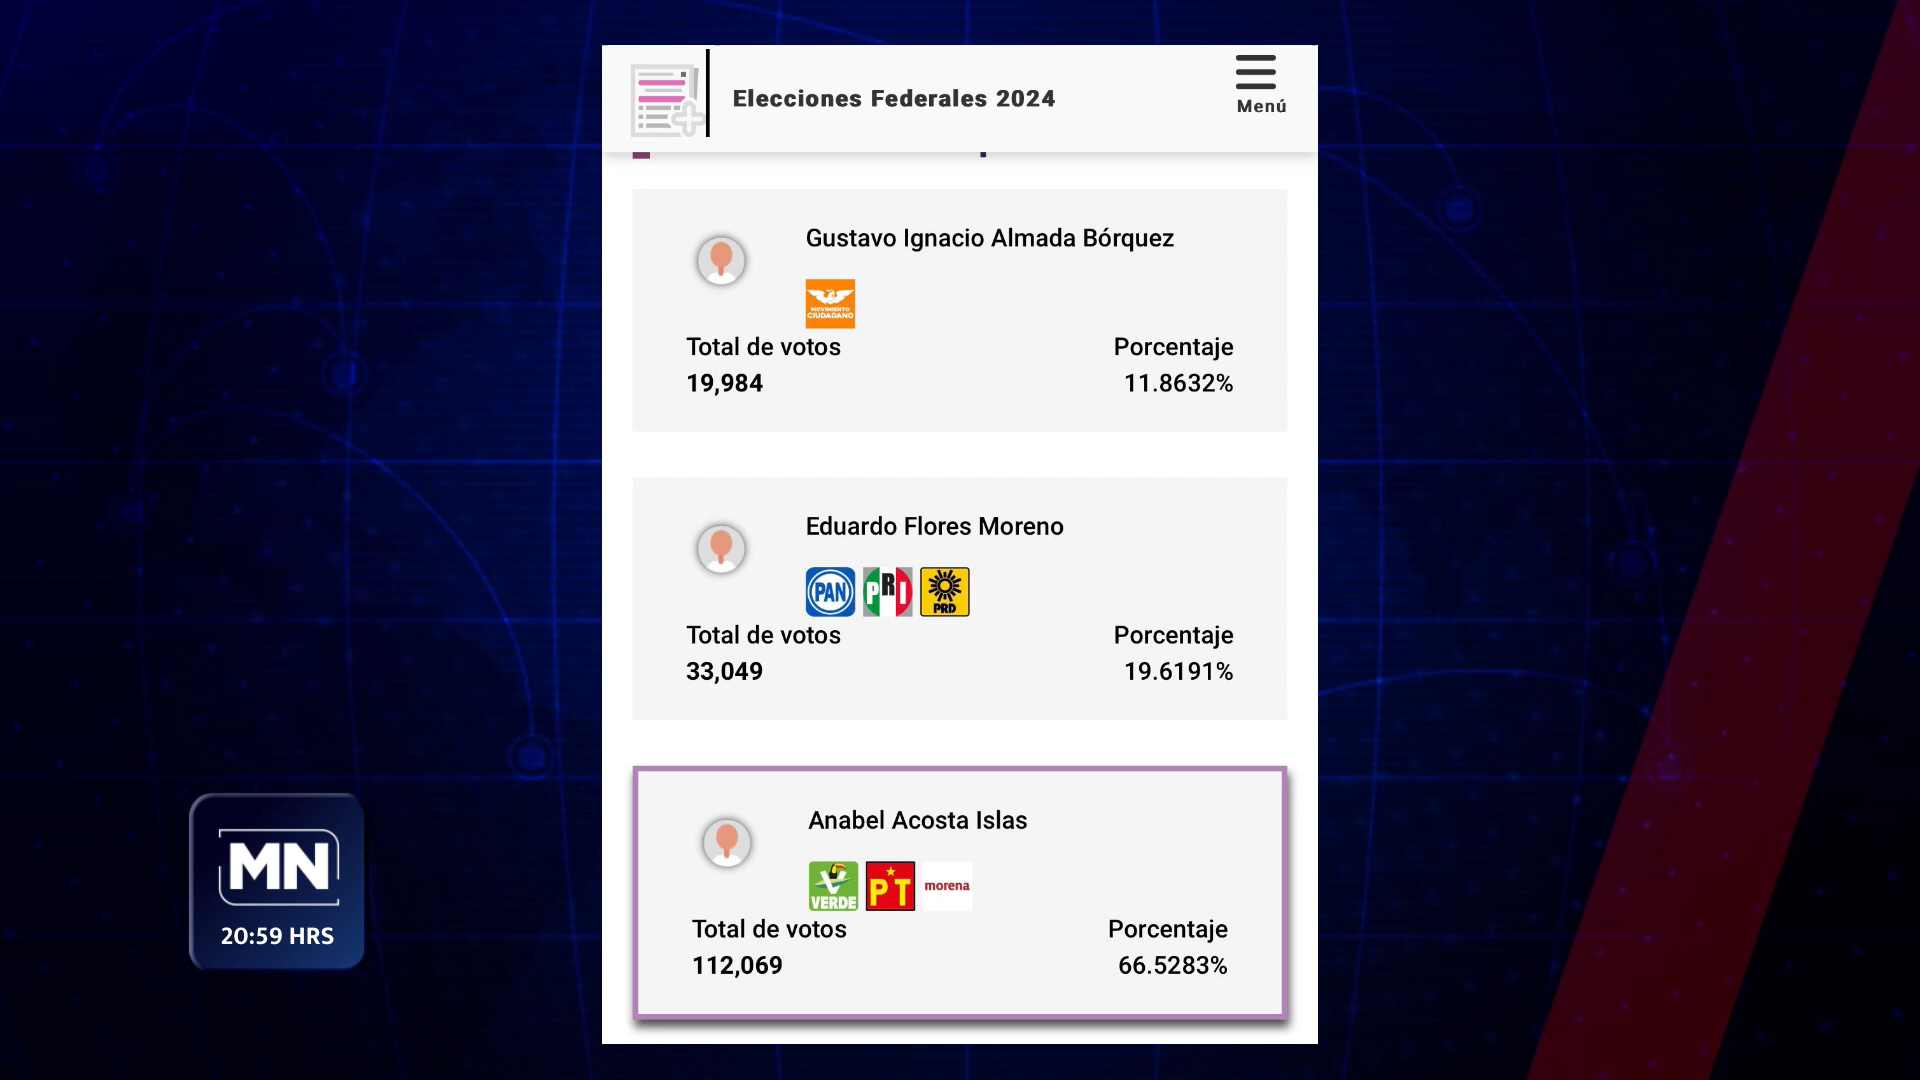 Elecciones Federales 2024
Menú
Gustavo Ignacio Almada Bórquez
MOVIMIENTO
CIUDADANO
Total de votos
Porcentaje
19,984
11.8632%
Eduardo Flores Moreno
PAN
PRI
PRD
Total de votos
Porcentaje
33,049
19.6191%
Anabel Acosta Islas
VERDE
PT
morena
Total de votos
Porcentaje
112,069
66.5283%
MN
20:59 HRS